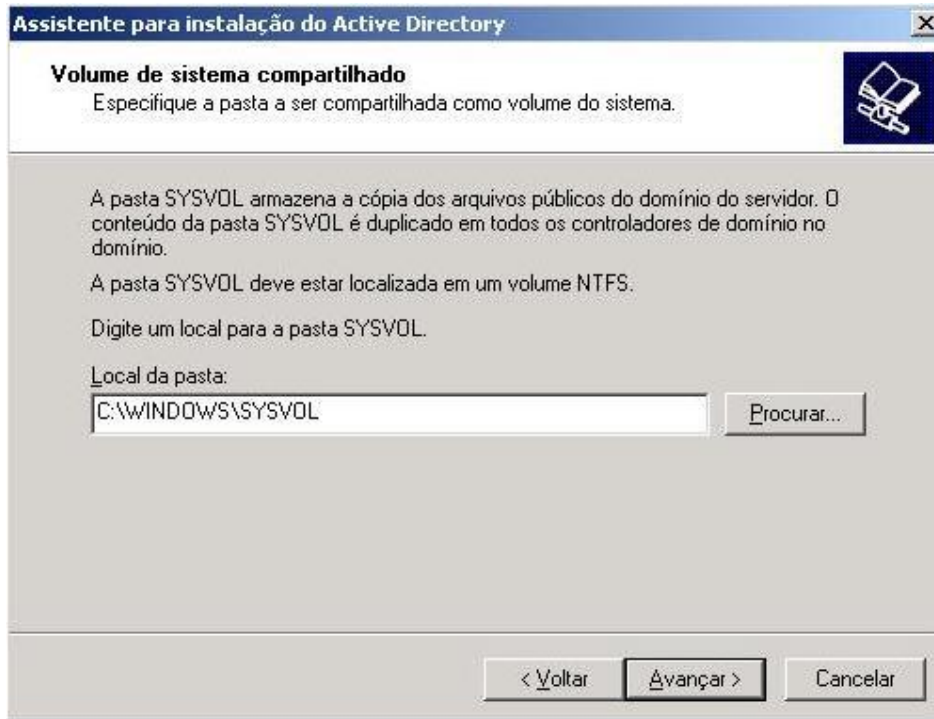 Assistente para instalação do Active Directory
Volume de sistema compartilhado
Especifique a pasta a ser compartilhada como volume do sistema.
A pasta SYSVOL armazena a cópia dos arquivos públicos do domínio do servidor. O
conteúdo da pasta SYSVOL é duplicado em todos os controladores de domínio no
domínio.
A pasta SYSVOL deve estar localizada em um volume NTFS.
Digite um local para a pasta SYSVOL.
Local da pasta:
C:\WINDOWS\SYSVOL
Procurar...
< Voltar
Avançar >
Cancelar